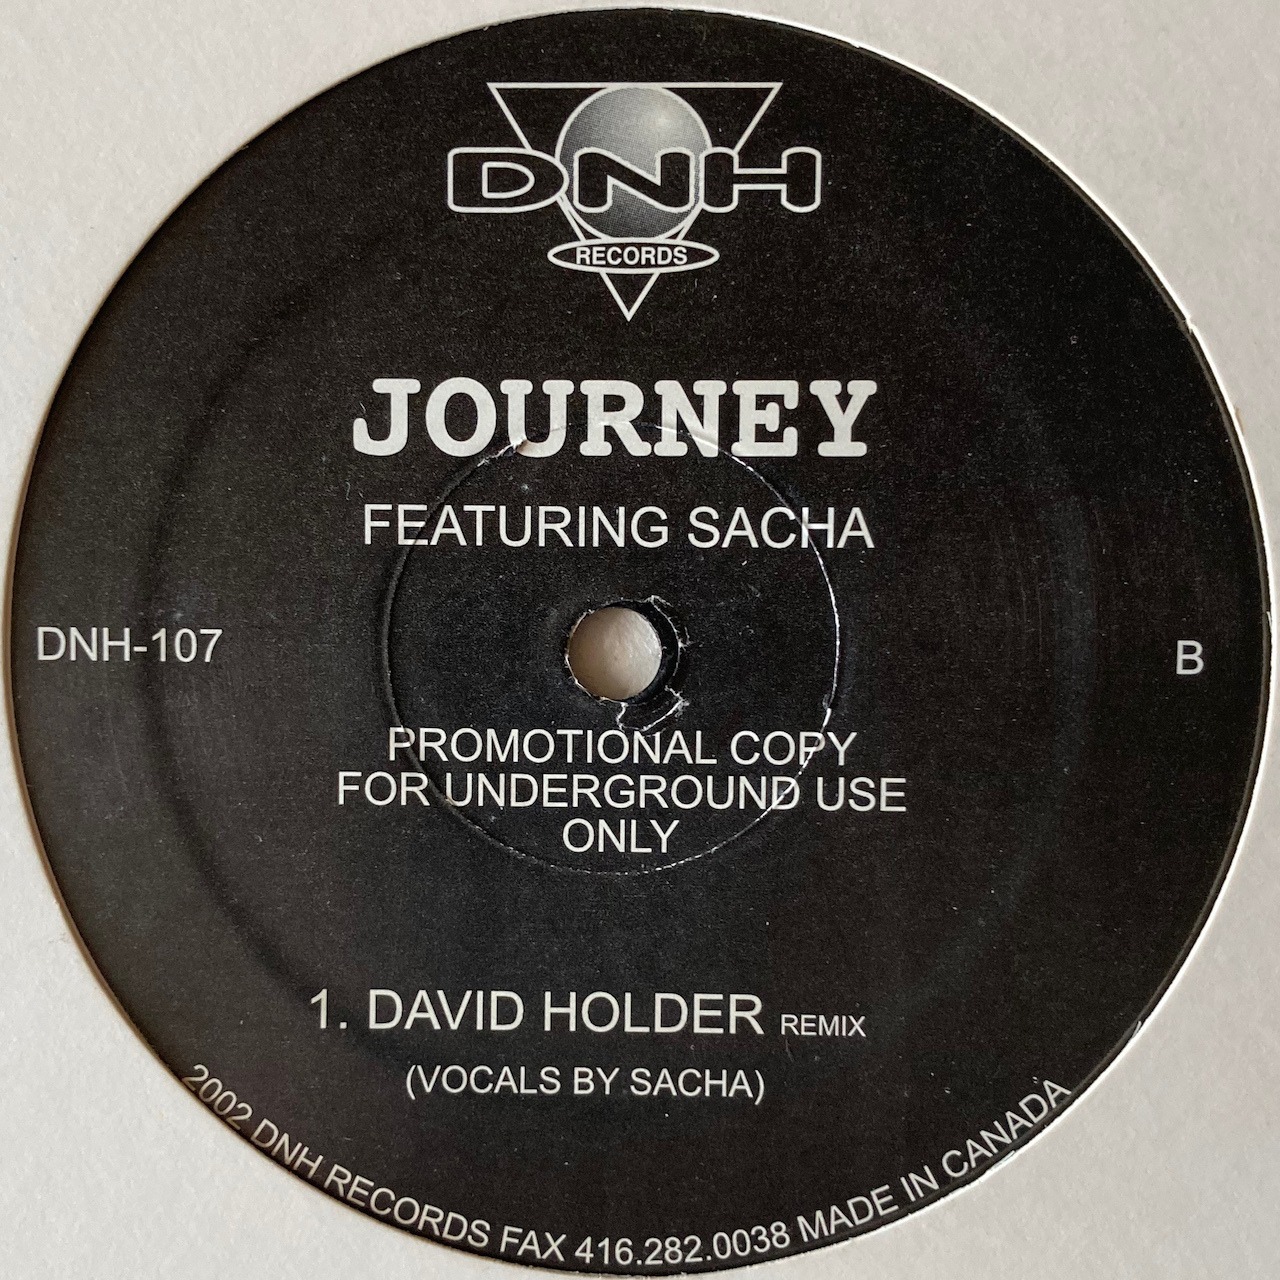 DNH
RECORDS
JOURNEY
FEATURING SACHA
DNH-107
B
PROMOTIONAL COPY
FOR UNDERGROUND USE
ONLY
1. DAVID HOLDER REMIX
(VOCALS BY SACHA)
2002 DNH RECORDS FAX 416.282.0038 MADE IN CANADA